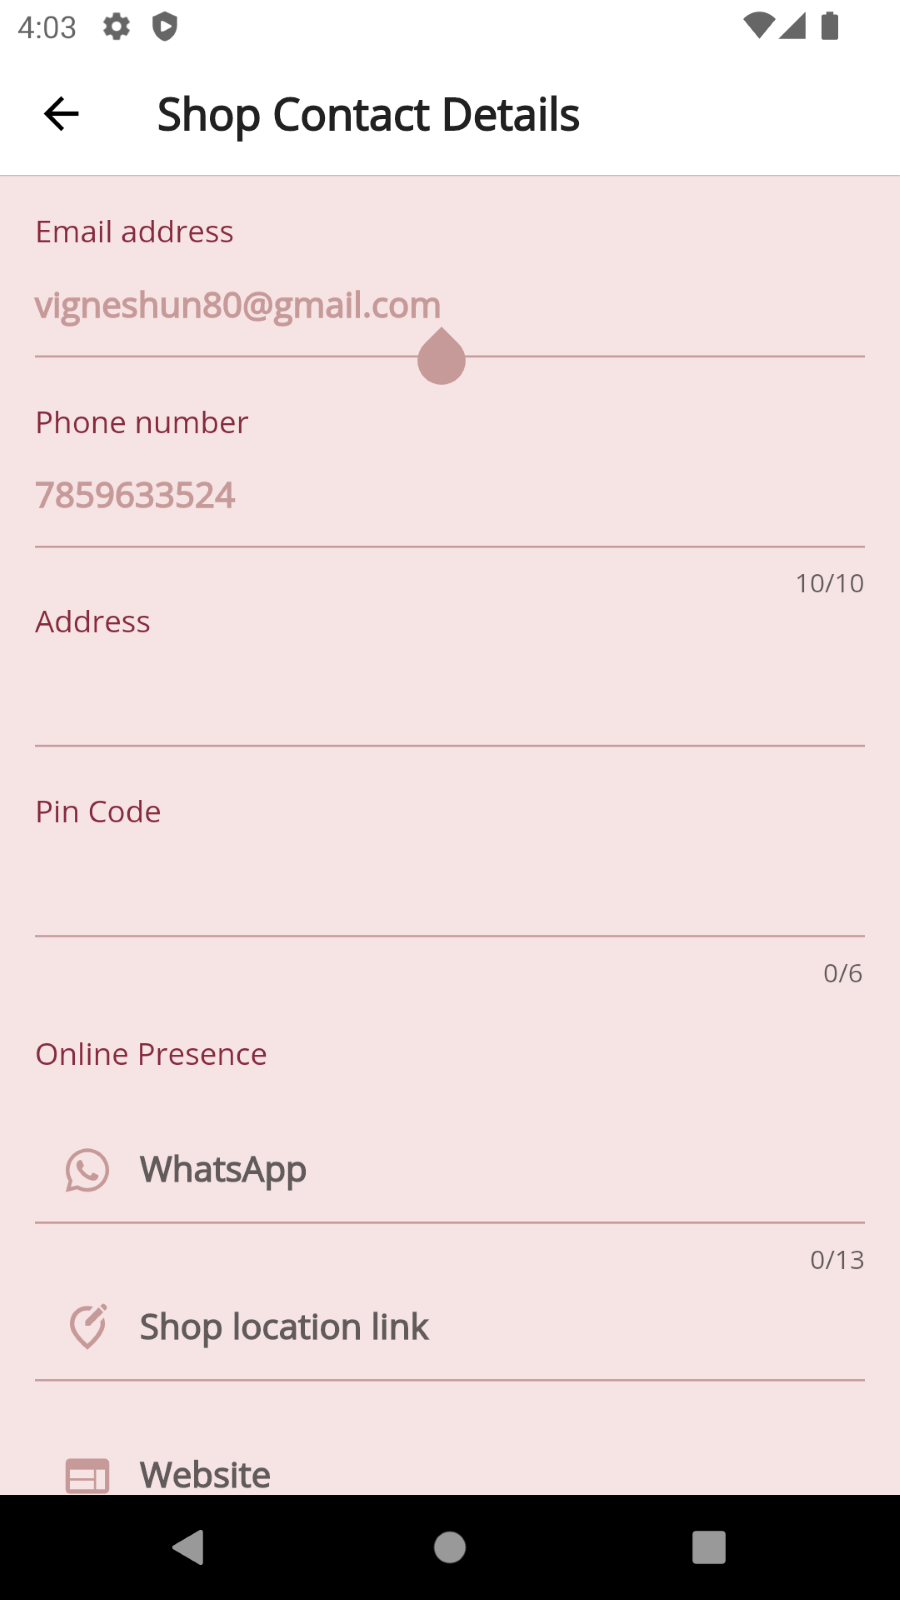 4:03
Shop Contact Details
Email address
vigneshun80@gmail.com
Phone number
7859633524
10/10
Address
Pin Code
0/6
Online Presence
WhatsApp
0/13
Shop location link
Website